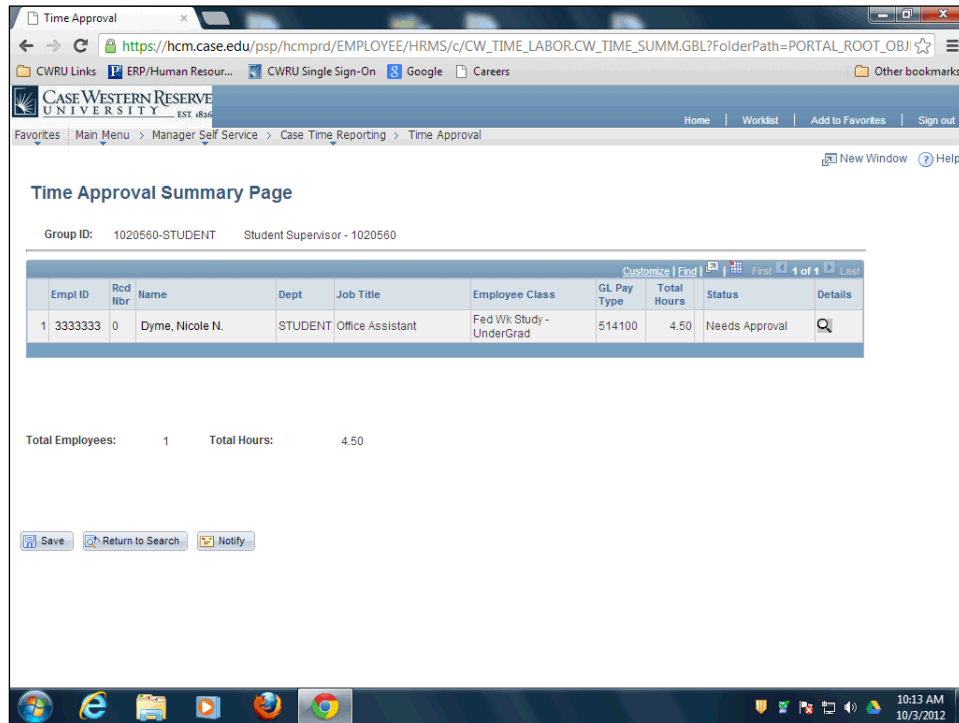 Time Approval
https://hcm.case.edu/psp/hcmprd/EMPLOYEE/HRMS/c/CW_TIME_LABOR.CW_TIME_SUMM.GBL?FolderPath=PORTAL_ROOT_OBJ
CWRU Links ERP/Human Resour... CWRU Single Sign-On Google Careers Other bookmarks
CASE WESTERN RESERVE
UNIVERSITY EST. 1826
Home | Worklist | Add to Favorites | Sign out
Favorites Main Menu > Manager Self Service > Case Time Reporting > Time Approval
New Window Help
Time Approval Summary Page
Group ID: 1020560-STUDENT Student Supervisor - 1020560
Customize | Find | First 1 of 1 Last
Empl ID Rcd Nbr Name Dept Job Title Employee Class GL Pay Type Total Hours Status Details
1 3333333 0 Dyme, Nicole N. STUDENT Office Assistant Fed Wk Study - UnderGrad 514100 4.50 Needs Approval
Total Employees: 1 Total Hours: 4.50
Save Return to Search Notify
10:13 AM
10/3/2012